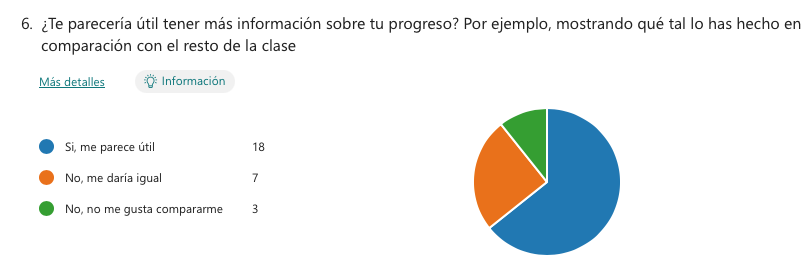 6. ¿Te parecería útil tener más información sobre tu progreso? Por ejemplo, mostrando qué tal lo has hecho en
comparación con el resto de la clase
Más detalles Información
Si, me parece útil 18
No, me daría igual 7
No, no me gusta compararme 3